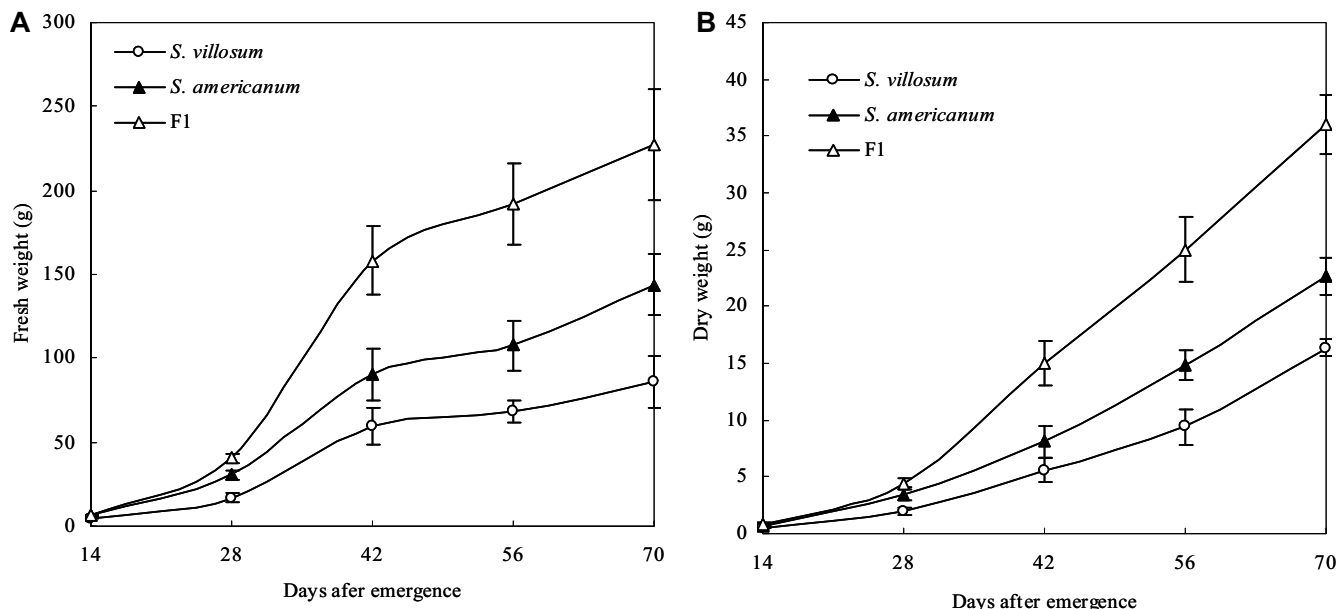 A
300
250
200
150
100
50
0
Fresh weight (g)
S. villosum
S. americanum
F1
14 28 42 56 70
Days afer emergence
B
45
40
35
30
25
20
15
10
5
0
Dry weight (g)
S. villosum
S. americanum
F1
14 28 42 56 70
Days after emergence